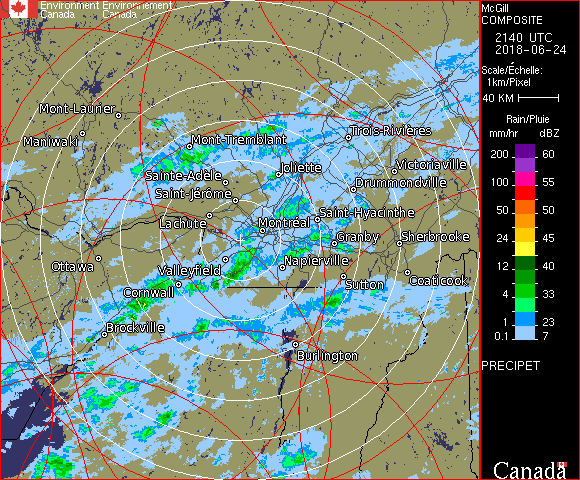 Environment Environnement
Canada Canada
McGill
COMPOSITE
2140 UTC
2018-06-24
Scale/Échelle:
1km/Pixel
40 KM
Rain/Pluie
mm/hr dBZ
200 60
100 55
50 50
24 45
12 40
4 33
1 23
0.1 7
PRECIPET
Canada
Mont-Laurier
Maniwaki
Mont-Tremblant
Trois-Rivières
Sainte-Adèle
Joliette
Victoriaville
Saint-Jérôme
Drummondville
Lachute
Montréal
Saint-Hyacinthe
Granby
Sherbrooke
Ottawa
Valleyfield
Napierville
Cornwall
Sutton
Coaticook
Brockville
Burlington